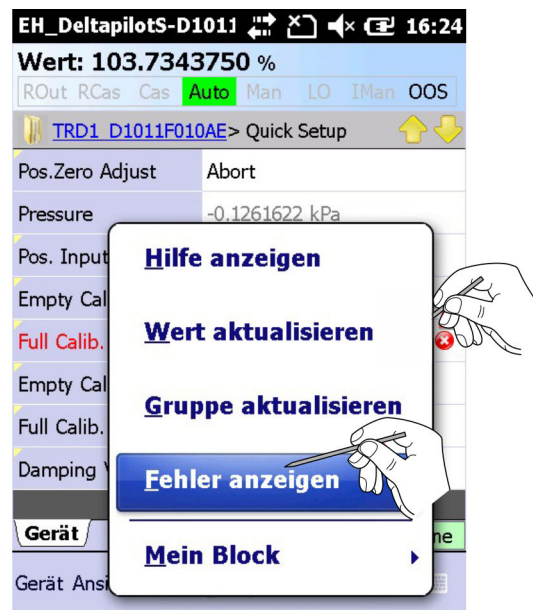 EH_DeltapilotS-D1011 16:24
Wert: 103.7343750 %
ROut RCas Cas Auto Man LO IMan OOS
TRD1_D1011F010AE> Quick Setup
Pos.Zero Adjust Abort
Pressure -0.1261622 kPa
Pos. Input
Hilfe anzeigen
Empty Cal
Wert aktualisieren
Full Calib.
Empty Cal
Gruppe aktualisieren
Full Calib.
Damping
Fehler anzeigen
Gerät ne
Mein Block
Gerät Ansi